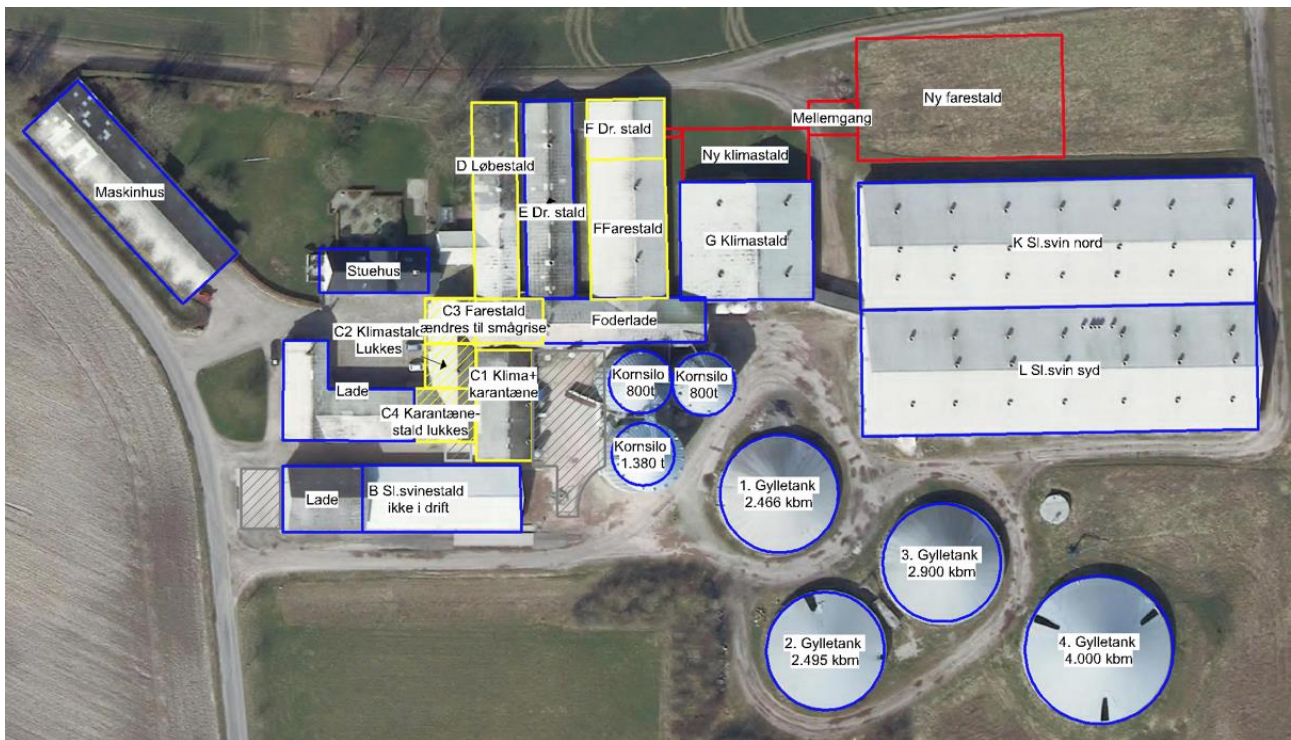 Ny farestald
Mellemgang
F Dr. stald
Ny klimastald
D Løbestald
Maskinhus
E Dr. stald
FFarestald
G Klimastald
K Sl.svin nord
Stuehus
C3 Farestald
ændres til smågrise
Foderlade
C2 Klimastald
Lukkes
C1 Klima+
karantæne
Kornsilo
800t
Kornsilo
800t
L Sl.svin syd
Lade
C4 Karantæne-
stald lukkes
Kornsilo
1.380 t
1. Gylletank
2.466 kbm
Lade
B Sl.svinestald
ikke i drift
3. Gylletank
2.900 kbm
2. Gylletank
2.495 kbm
4. Gylletank
4.000 kbm